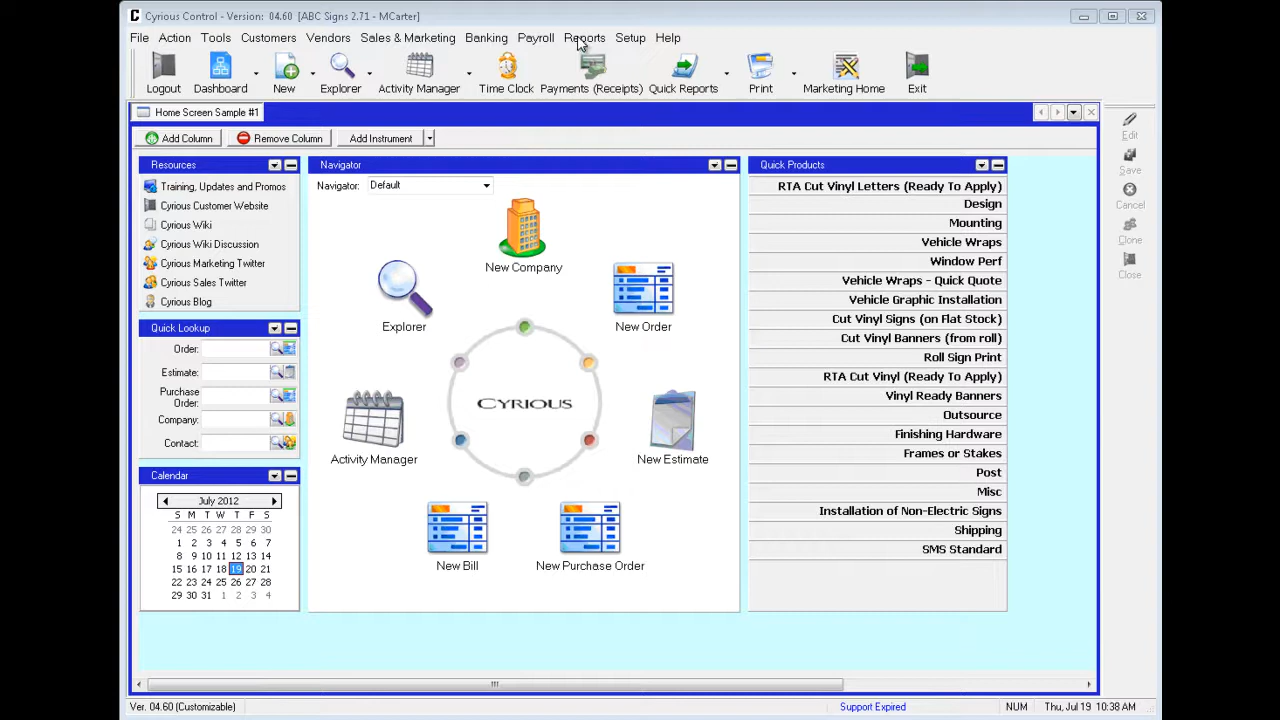 Cyrious Control - Version: 04.60 [ABC Signs 2.71 - MCarter]
File Action Tools Customers Vendors Sales & Marketing Banking Payroll Reports Setup Help
Logout Dashboard New Explorer Activity Manager Time Clock Payments (Receipts) Quick Reports Print Marketing Home Exit
Home Screen Sample #1
Add Column Remove Column Add Instrument
Resources
Training, Updates and Promos
Cyrious Customer Website
Cyrious Wiki
Cyrious Wiki Discussion
Cyrious Marketing Twitter
Cyrious Sales Twitter
Cyrious Blog
Quick Lookup
Order:
Estimate:
Purchase
Order:
Company:
Contact:
Calendar
July 2012
S M T W T F S
24 25 26 27 28 29 30
1 2 3 4 5 6 7
8 9 10 11 12 13 14
15 16 17 18 19 20 21
22 23 24 25 26 27 28
29 30 31 1 2 3 4
Navigator
Navigator: Default
New Company
Explorer
New Order
CYRIOUS
Activity Manager
New Estimate
New Bill
New Purchase Order
Quick Products
RTA Cut Vinyl Letters (Ready To Apply)
Design
Mounting
Vehicle Wraps
Window Perf
Vehicle Wraps - Quick Quote
Vehicle Graphic Installation
Cut Vinyl Signs (on Flat Stock)
Cut Vinyl Banners (from roll)
Roll Sign Print
RTA Cut Vinyl (Ready To Apply)
Vinyl Ready Banners
Outsource
Finishing Hardware
Frames or Stakes
Post
Misc
Installation of Non-Electric Signs
Shipping
SMS Standard
Edit
Save
Cancel
Clone
Close
Ver. 04.60 (Customizable) Support Expired NUM Thu, Jul 19 10:38 AM